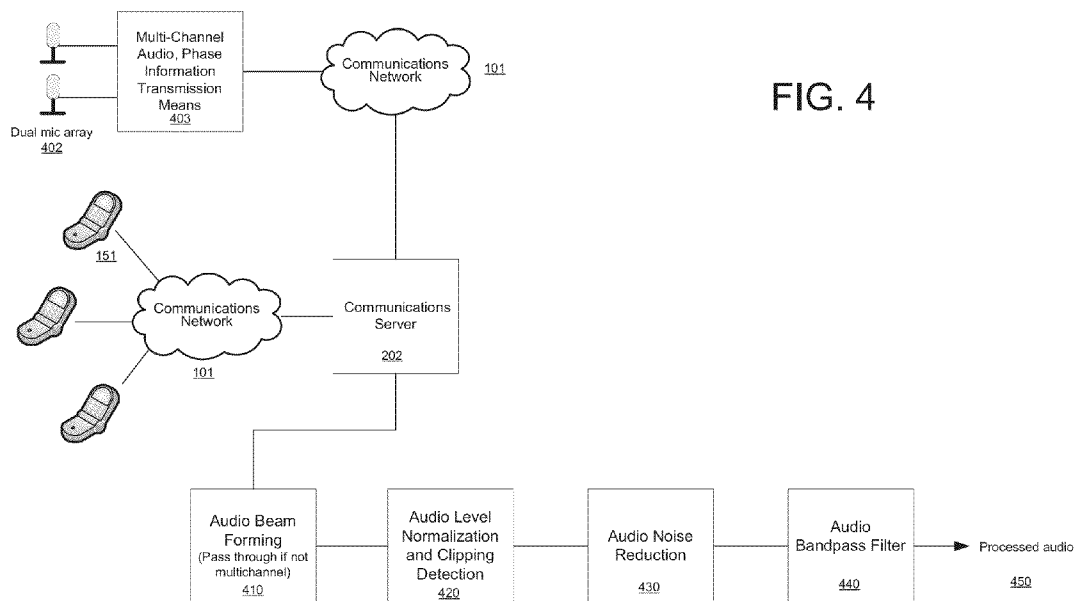 FIG. 4
Multi-Channel
Audio, Phase
Information
Transmission
Means
403
Communications
Network
101
Dual mic array
402
151
Communications
Network
101
Communications
Server
202
Audio Beam
Forming
(Pass through if not
multichannel)
410
Audio Level
Normalization
and Clipping
Detection
420
Audio Noise
Reduction
430
Audio
Bandpass Filter
440
Processed audio
450